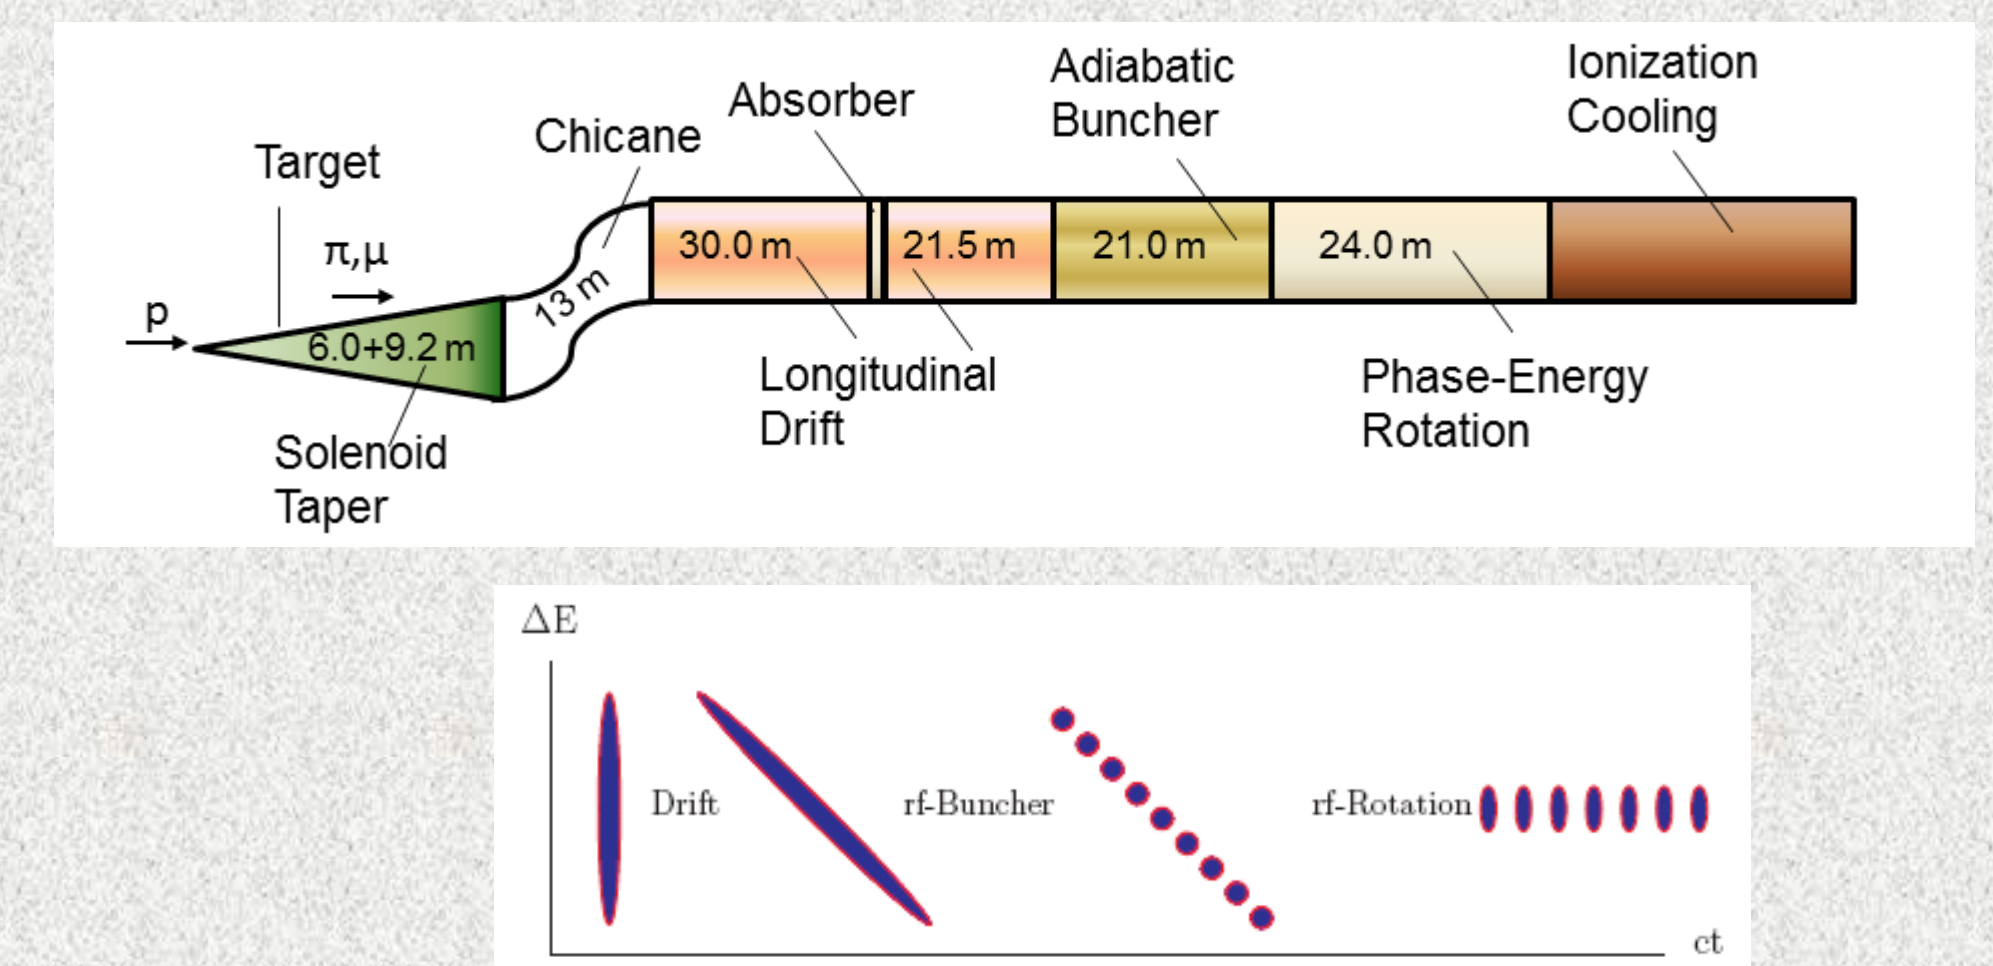 Ionization
Cooling
Adiabatic
Buncher
Absorber
Chicane
Target
π,μ
p
6.0+9.2 m
13 m
30.0 m
21.5 m
21.0 m
24.0 m
Longitudinal
Drift
Phase-Energy
Rotation
Solenoid
Taper
ΔE
Drift
rf-Buncher
rf-Rotation
ct